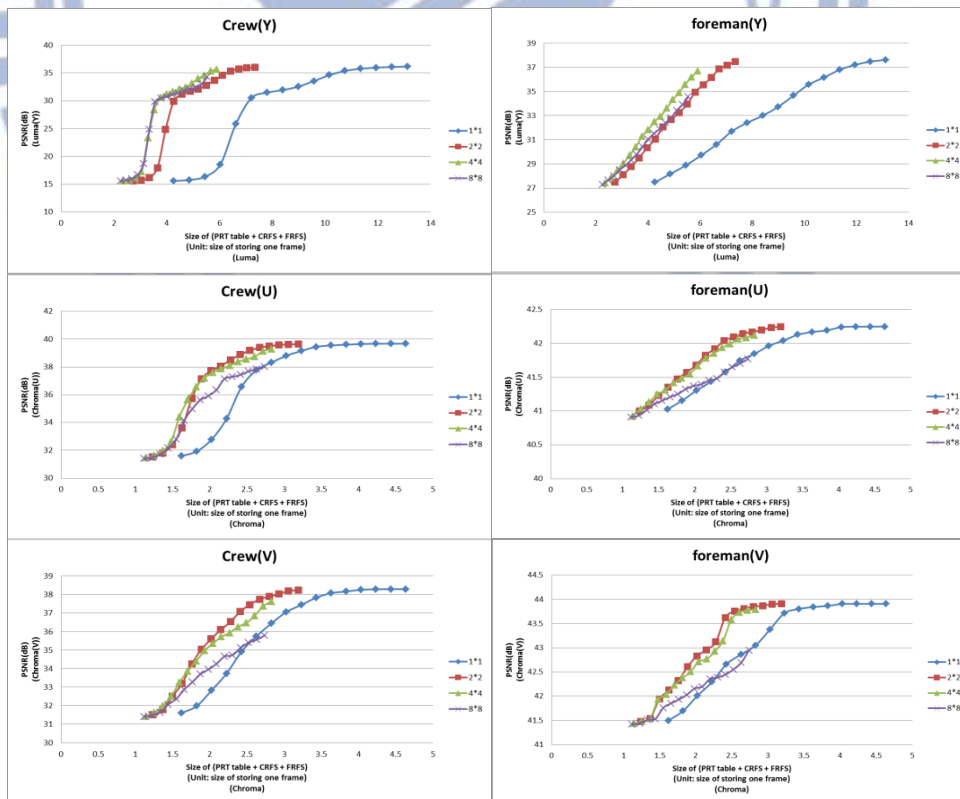 Crew(Y)
PSNR(dB)
(Luma(Y))
40
35
30
25
20
15
10
0 2 4 6 8 10 12 14
Size of (PRT table + CRFS + FRFS)
(Unit: size of storing one frame)
(Luma)
1*1
2*2
4*4
8*8
foreman(Y)
PSNR(dB)
(Luma(Y))
39
37
35
33
31
29
27
25
0 2 4 6 8 10 12 14
Size of (PRT table + CRFS + FRFS)
(Unit: size of storing one frame)
(Luma)
1*1
2*2
4*4
8*8
Crew(U)
PSNR(dB)
(Chroma(U))
42
40
38
36
34
32
30
0 0.5 1 1.5 2 2.5 3 3.5 4 4.5 5
Size of (PRT table + CRFS + FRFS)
(Unit: size of storing one frame)
(Chroma)
1*1
2*2
4*4
8*8
foreman(U)
PSNR(dB)
(Chroma(U))
42.5
42
41.5
41
40.5
40
0 0.5 1 1.5 2 2.5 3 3.5 4 4.5 5
Size of (PRT table + CRFS + FRFS)
(Unit: size of storing one frame)
(Chroma)
1*1
2*2
4*4
8*8
Crew(V)
PSNR(dB)
(Chroma(V))
39
38
37
36
35
34
33
32
31
30
0 0.5 1 1.5 2 2.5 3 3.5 4 4.5 5
Size of (PRT table + CRFS + FRFS)
(Unit: size of storing one frame)
(Chroma)
1*1
2*2
4*4
8*8
foreman(V)
PSNR(dB)
(Chroma(V))
44.5
44
43.5
43
42.5
42
41.5
41
0 0.5 1 1.5 2 2.5 3 3.5 4 4.5 5
Size of (PRT table + CRFS + FRFS)
(Unit: size of storing one frame)
(Chroma)
1*1
2*2
4*4
8*8